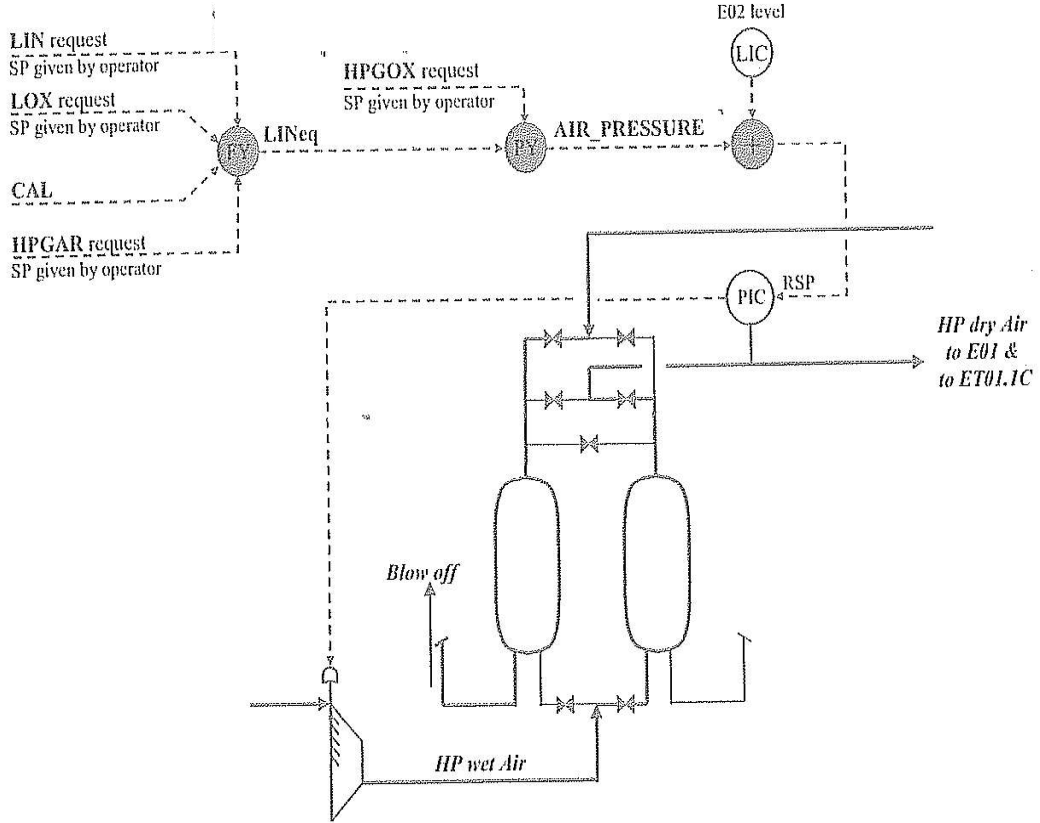 E02 level
LIN request
SP given by operator
LIC
HPGOX request
SP given by operator
LOX request
SP given by operator
FY
LINeq
PY
AIR_PRESSURE
+
CAL
HPGAR request
SP given by operator
PIC
RSP
HP dry Air
to E01 &
to ET01.1C
Blow off
HP wet Air